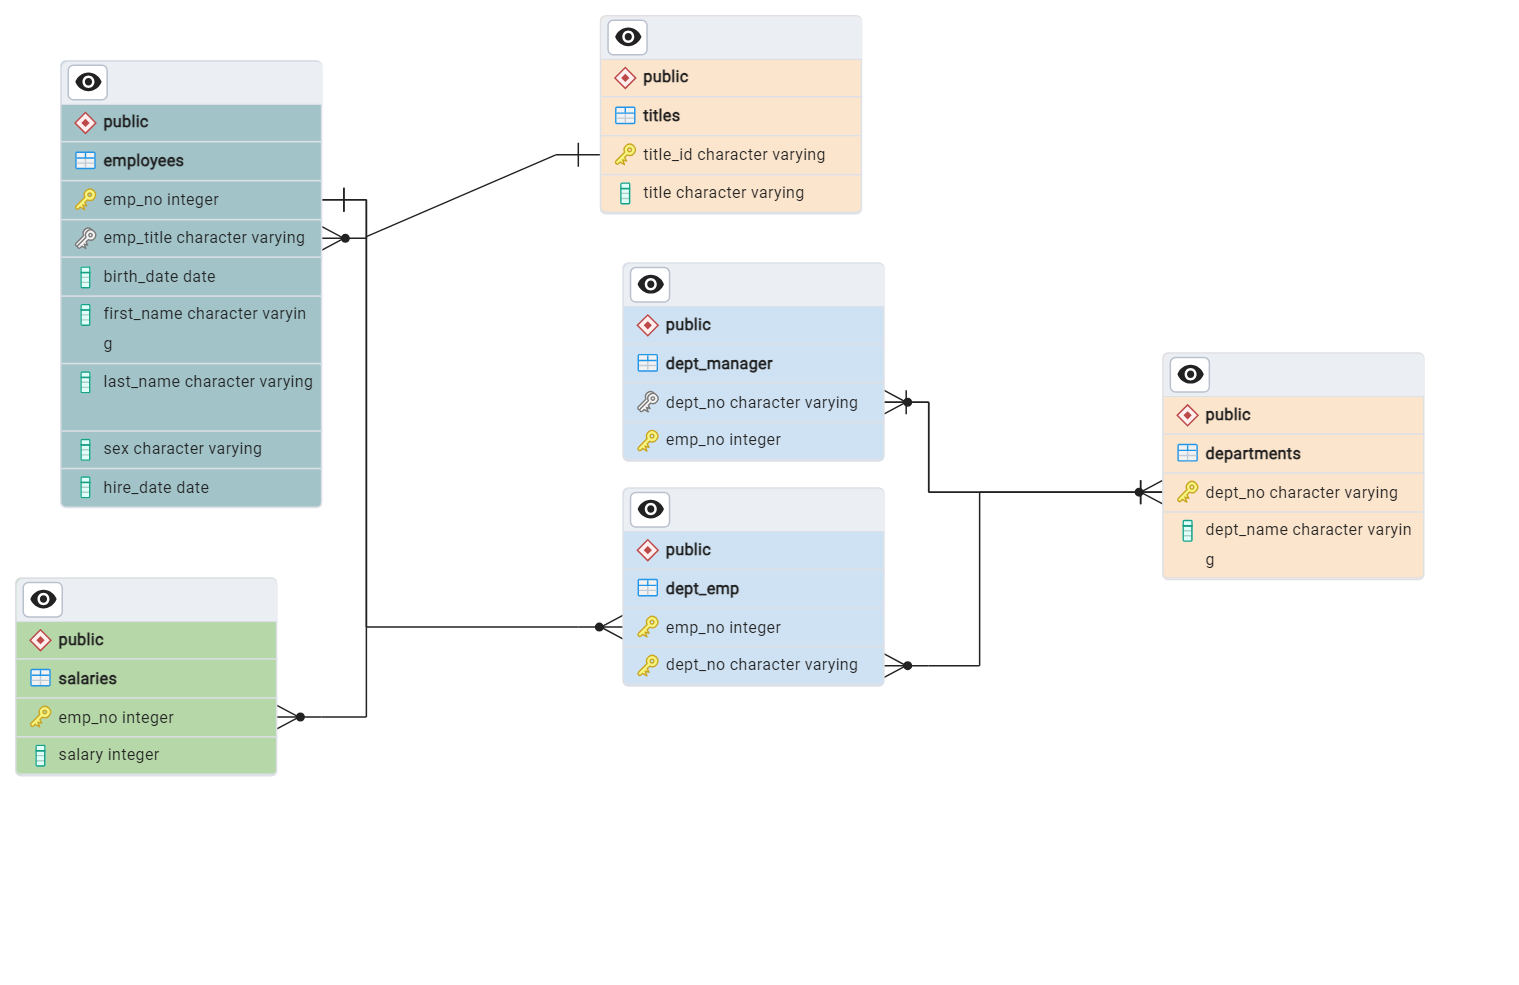 public
employees
emp_no integer
emp_title character varying
birth_date date
first_name character varyin
g
last_name character varying
sex character varying
hire_date date
public
salaries
emp_no integer
salary integer
public
titles
title_id character varying
title character varying
public
dept_manager
dept_no character varying
emp_no integer
public
dept_emp
emp_no integer
dept_no character varying
public
departments
dept_no character varying
dept_name character varyin
g